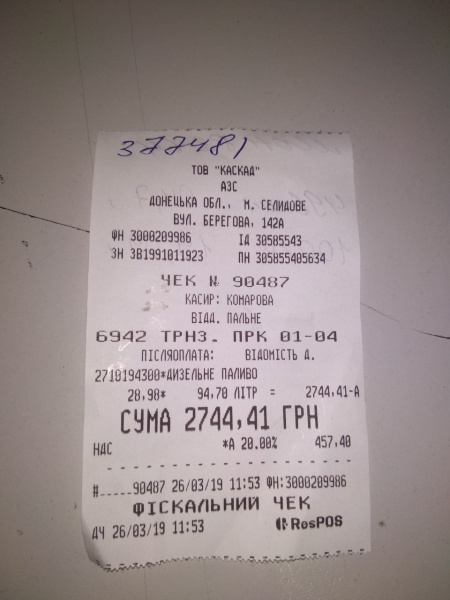 377481
ТОВ "КАСКАД"
АЗС
ДОНЕЦЬКА ОБЛ., М. СЕЛИДОВЕ
ВУЛ. БЕРЕГОВА, 142А
ФН 3000209986 ІД 30585543
ЗН ЗВ1991011923 ПН 305855405634
ЧЕК № 90487
КАСИР: КОМАРОВА
ВІДД. ПАЛЬНЕ
6942 ТРНЗ. ПРК 01-04
ПІСЛЯОПЛАТА: ВІДОМІСТЬ Д.
2710194300*ДИЗЕЛЬНЕ ПАЛИВО
28,98* 94,70 ЛІТР = 2744,41-А
СУМА 2744,41 ГРН
НДС *А 20.00% 457,40
#.....90487 26/03/19 11:53 ФН:3000209986
ФІСКАЛЬНИЙ ЧЕК
ДЧ 26/03/19 11:53 ResPOS